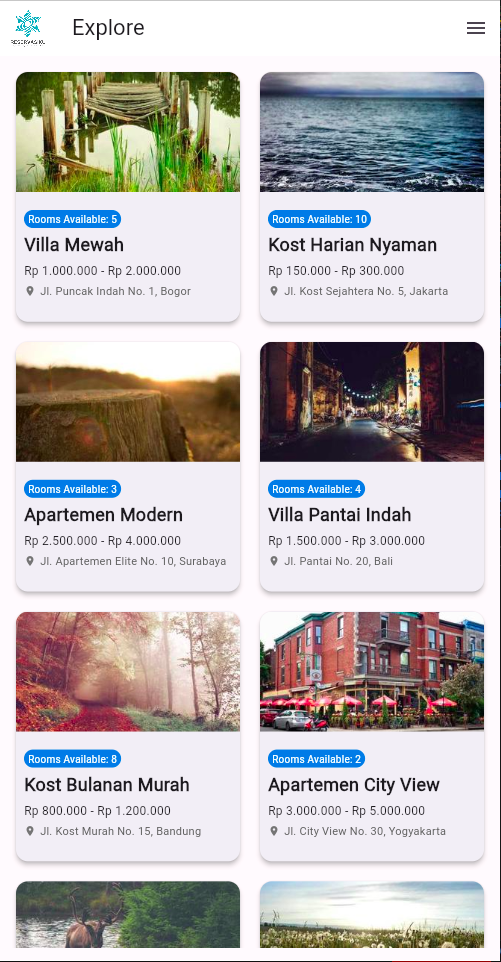 RESERVASIKU
Explore
Rooms Available: 5
Villa Mewah
Rp 1.000.000 - Rp 2.000.000
Jl. Puncak Indah No. 1, Bogor
Rooms Available: 10
Kost Harian Nyaman
Rp 150.000 - Rp 300.000
Jl. Kost Sejahtera No. 5, Jakarta
Rooms Available: 3
Apartemen Modern
Rp 2.500.000 - Rp 4.000.000
Jl. Apartemen Elite No. 10, Surabaya
Rooms Available: 4
Villa Pantai Indah
Rp 1.500.000 - Rp 3.000.000
Jl. Pantai No. 20, Bali
Rooms Available: 8
Kost Bulanan Murah
Rp 800.000 - Rp 1.200.000
Jl. Kost Murah No. 15, Bandung
Rooms Available: 2
Apartemen City View
Rp 3.000.000 - Rp 5.000.000
Jl. City View No. 30, Yogyakarta